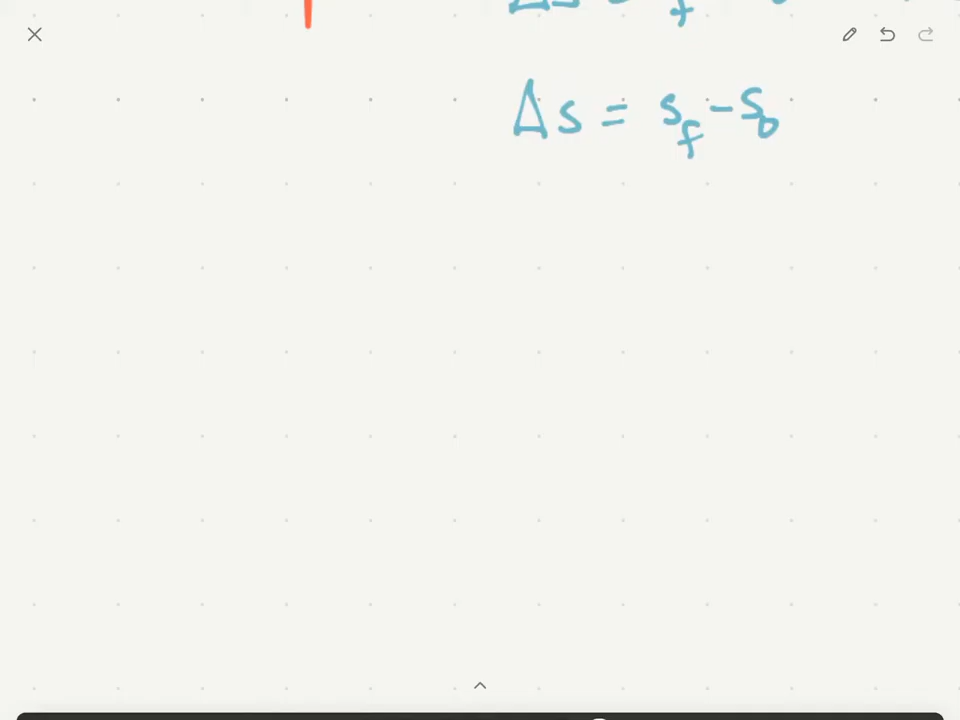 Δs = s_f - s_0